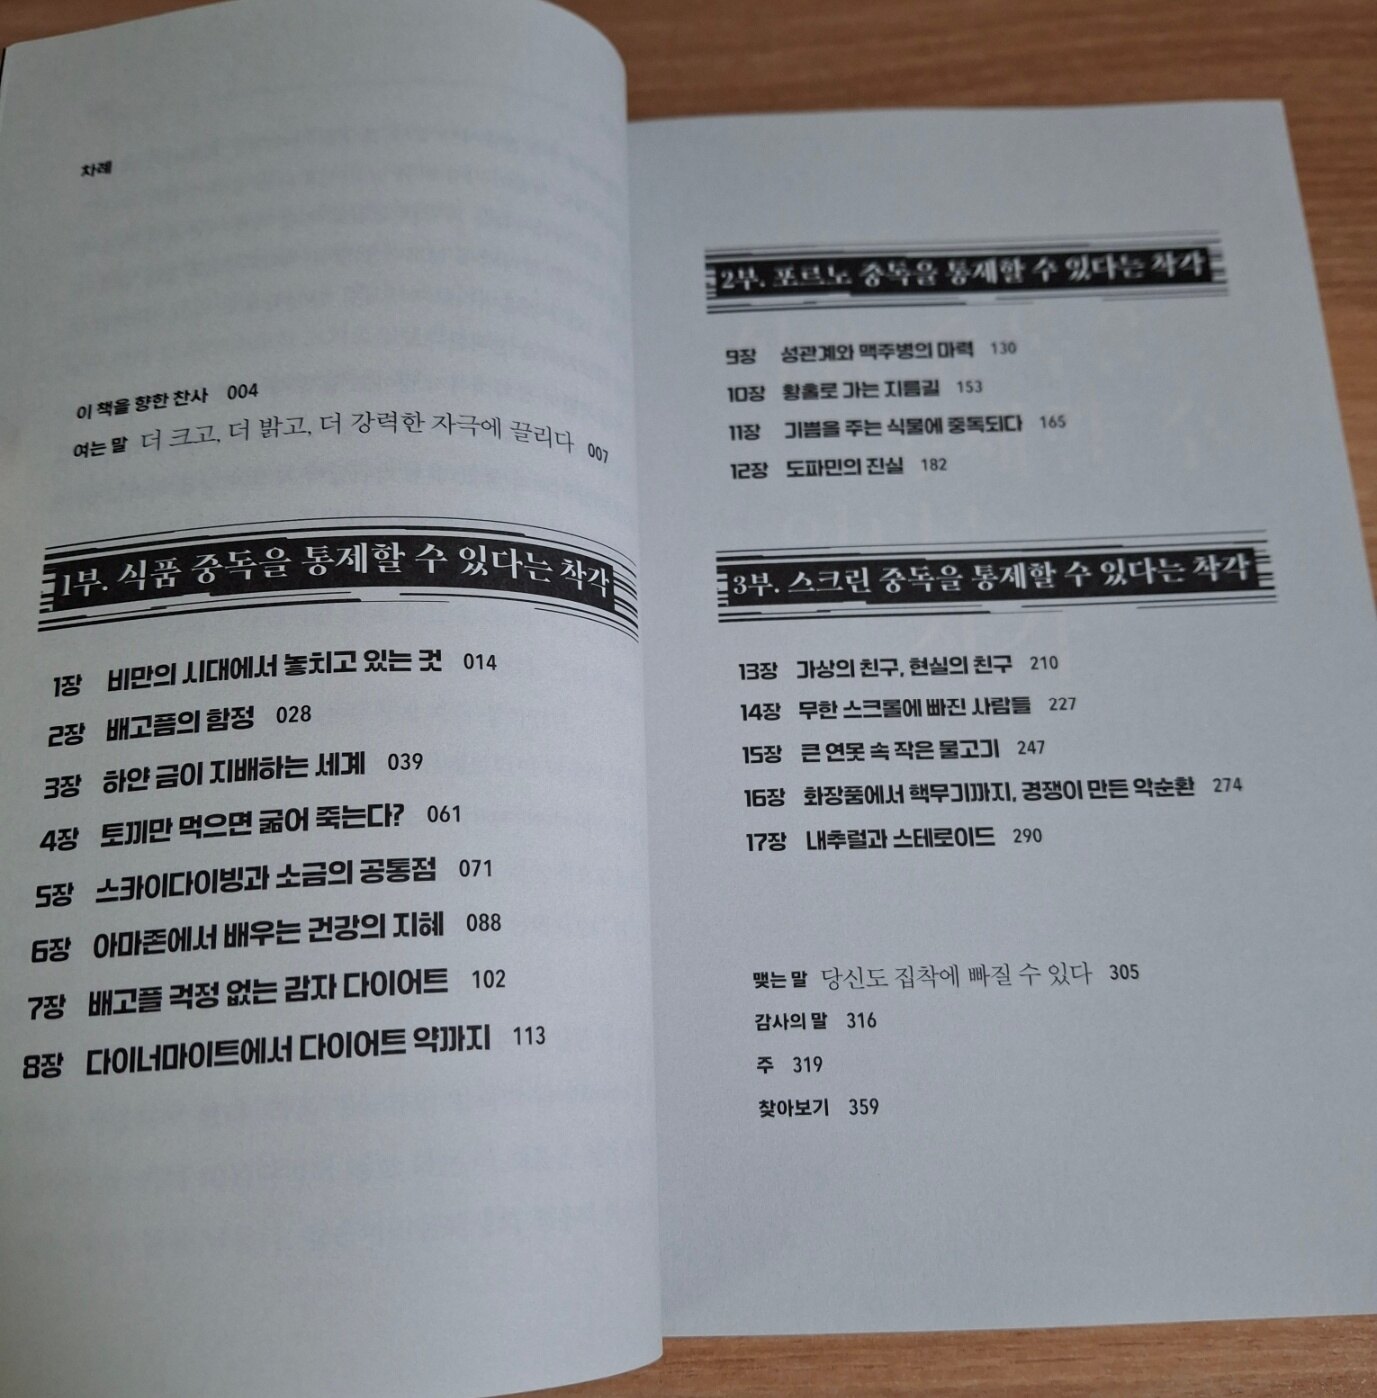 차례
이 책을 향한 찬사 004
여는 말 더 크고, 더 밝고, 더 강력한 자극에 끌리다 007
1부. 식품 중독을 통제할 수 있다는 착각
1장 비만의 시대에서 놓치고 있는 것 014
2장 배고픔의 함정 028
3장 하얀 금이 지배하는 세계 039
4장 토끼만 먹으면 굶어 죽는다? 061
5장 스카이다이빙과 소금의 공통점 071
6장 아마존에서 배우는 건강의 지혜 088
7장 배고플 걱정 없는 감자 다이어트 102
8장 다이너마이트에서 다이어트 약까지 113
2부. 포르노 중독을 통제할 수 있다는 착각
9장 성관계와 맥주병의 마력 130
10장 황홀로 가는 지름길 153
11장 기쁨을 주는 식물에 중독되다 165
12장 도파민의 진실 182
3부. 스크린 중독을 통제할 수 있다는 착각
13장 가상의 친구, 현실의 친구 210
14장 무한 스크롤에 빠진 사람들 227
15장 큰 연못 속 작은 물고기 247
16장 화장품에서 핵무기까지, 경쟁이 만든 악순환 274
17장 내추럴과 스테로이드 290
맺는 말 당신도 집착에 빠질 수 있다 305
감사의 말 316
주 319
찾아보기 359